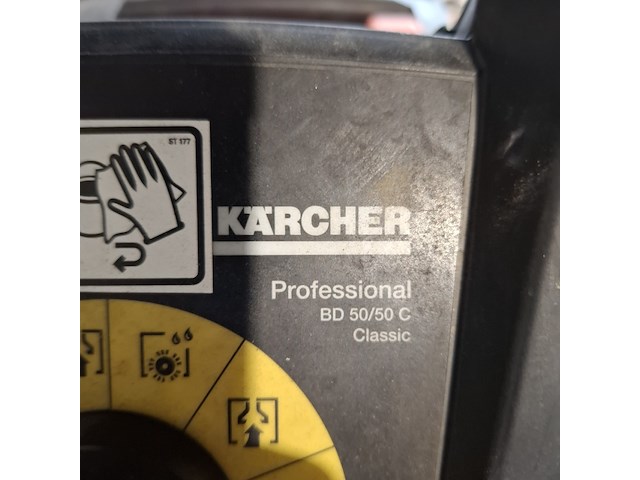 ST 177
KÄRCHER
Professional
BD 50/50 C
Classic